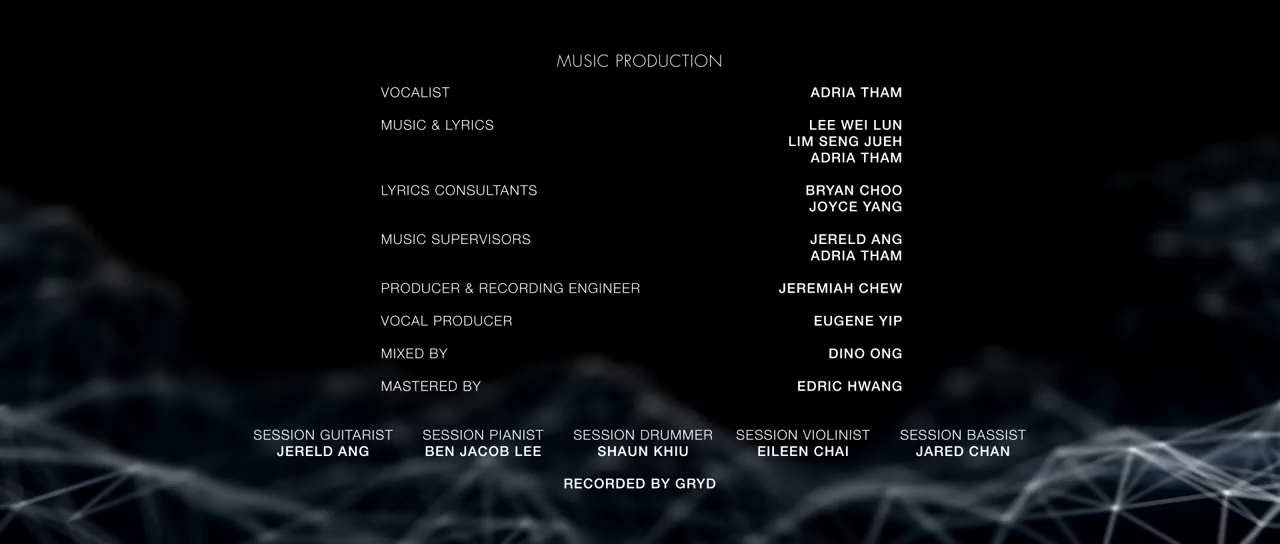 MUSIC PRODUCTION
VOCALIST ADRIA THAM
MUSIC & LYRICS LEE WEI LUN
LIM SENG JUEH
ADRIA THAM
LYRICS CONSULTANTS BRYAN CHOO
JOYCE YANG
MUSIC SUPERVISORS JERELD ANG
ADRIA THAM
PRODUCER & RECORDING ENGINEER JEREMIAH CHEW
VOCAL PRODUCER EUGENE YIP
MIXED BY DINO ONG
MASTERED BY EDRIC HWANG
SESSION GUITARIST SESSION PIANIST SESSION DRUMMER SESSION VIOLINIST SESSION BASSIST
JERELD ANG BEN JACOB LEE SHAUN KHIU EILEEN CHAI JARED CHAN
RECORDED BY GRYD